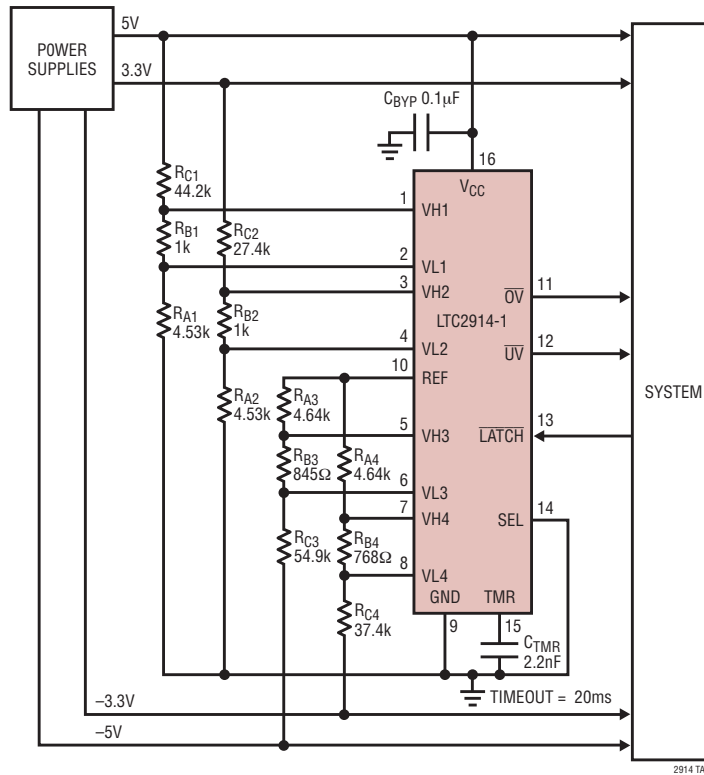 5V
POWER
SUPPLIES
3.3V
CBYP 0.1μF
16
VCC
RC1
44.2k
1
VH1
RB1
1k
RC2
27.4k
2
VL1
3
VH2
OV
11
RA1
4.53k
RB2
1k
LTC2914-1
4
VL2
UV
12
10
REF
SYSTEM
RA2
4.53k
RA3
4.64k
LATCH
13
5
VH3
RB3
845Ω
RA4
4.64k
6
VL3
14
SEL
7
VH4
RC3
54.9k
RB4
768Ω
8
VL4
GND
TMR
RC4
37.4k
9
15
CTMR
2.2nF
TIMEOUT = 20ms
–3.3V
–5V
2914 TA